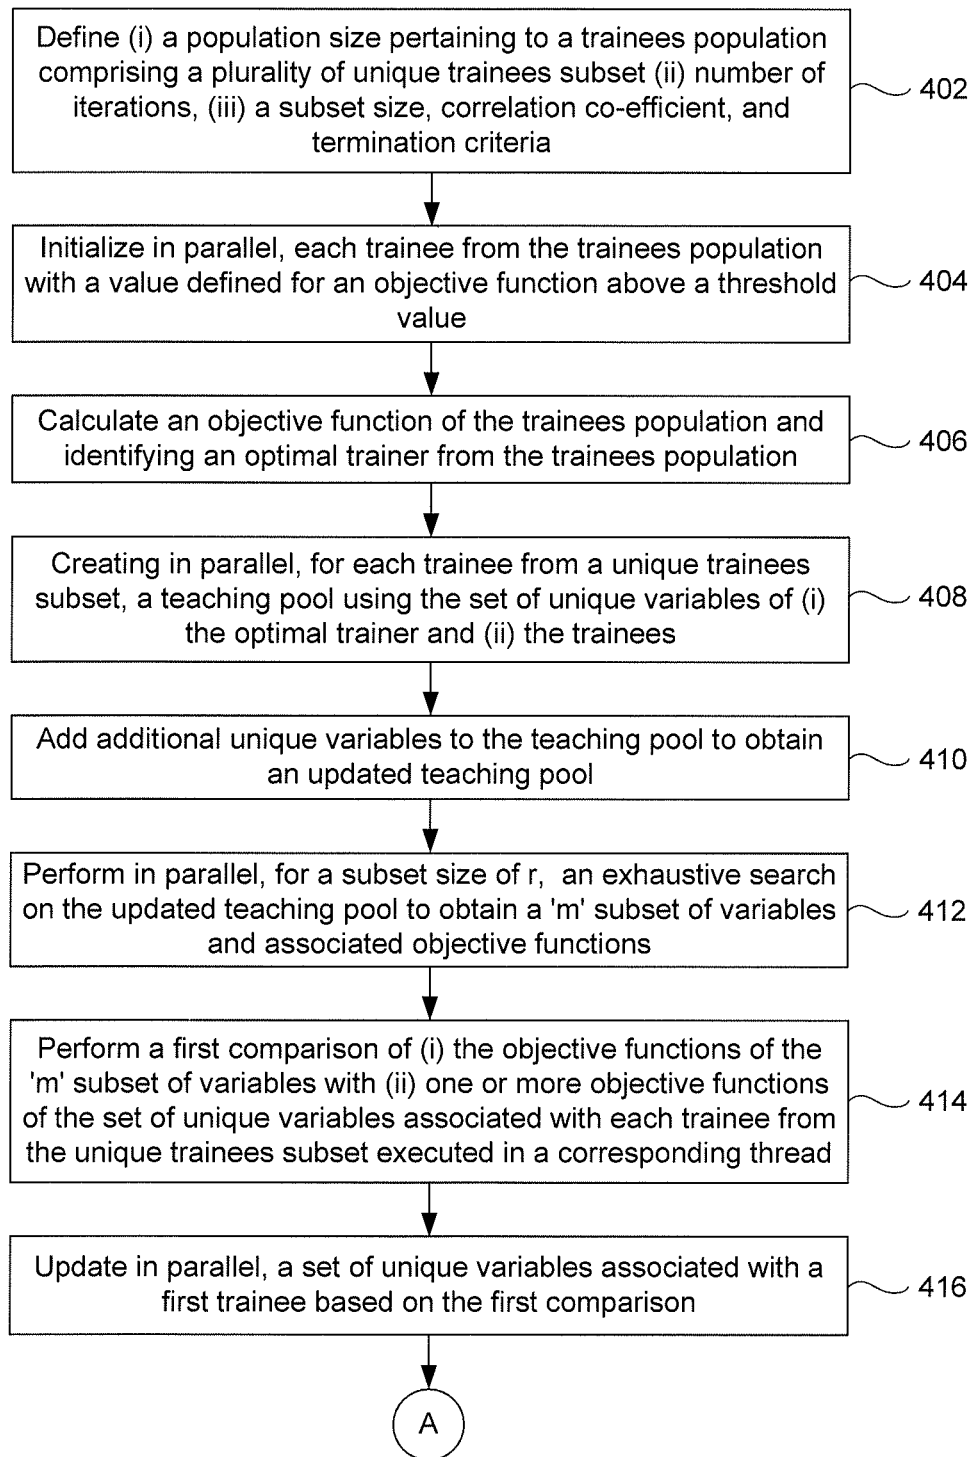 Define (i) a population size pertaining to a trainees population
comprising a plurality of unique trainees subset (ii) number of
iterations, (iii) a subset size, correlation co-efficient, and
termination criteria
402
Initialize in parallel, each trainee from the trainees population
with a value defined for an objective function above a threshold
value
404
Calculate an objective function of the trainees population and
identifying an optimal trainer from the trainees population
406
Creating in parallel, for each trainee from a unique trainees
subset, a teaching pool using the set of unique variables of (i)
the optimal trainer and (ii) the trainees
408
Add additional unique variables to the teaching pool to obtain
an updated teaching pool
410
Perform in parallel, for a subset size of r, an exhaustive search
on the updated teaching pool to obtain a 'm' subset of variables
and associated objective functions
412
Perform a first comparison of (i) the objective functions of the
'm' subset of variables with (ii) one or more objective functions
of the set of unique variables associated with each trainee from
the unique trainees subset executed in a corresponding thread
414
Update in parallel, a set of unique variables associated with a
first trainee based on the first comparison
416
A